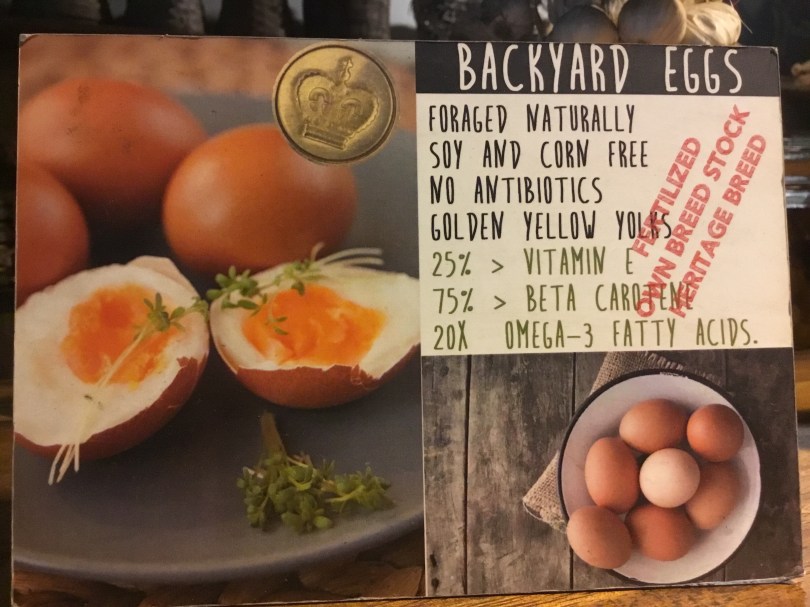 BACKYARD EGGS
FORAGED NATURALLY
SOY AND CORN FREE
NO ANTIBIOTICS
GOLDEN YELLOW YOLKS
25% > VITAMIN E
75% > BETA CAROTENE
20X OMEGA-3 FATTY ACIDS.
FERTILIZED
OWN BREED STOCK
HERITAGE BREED